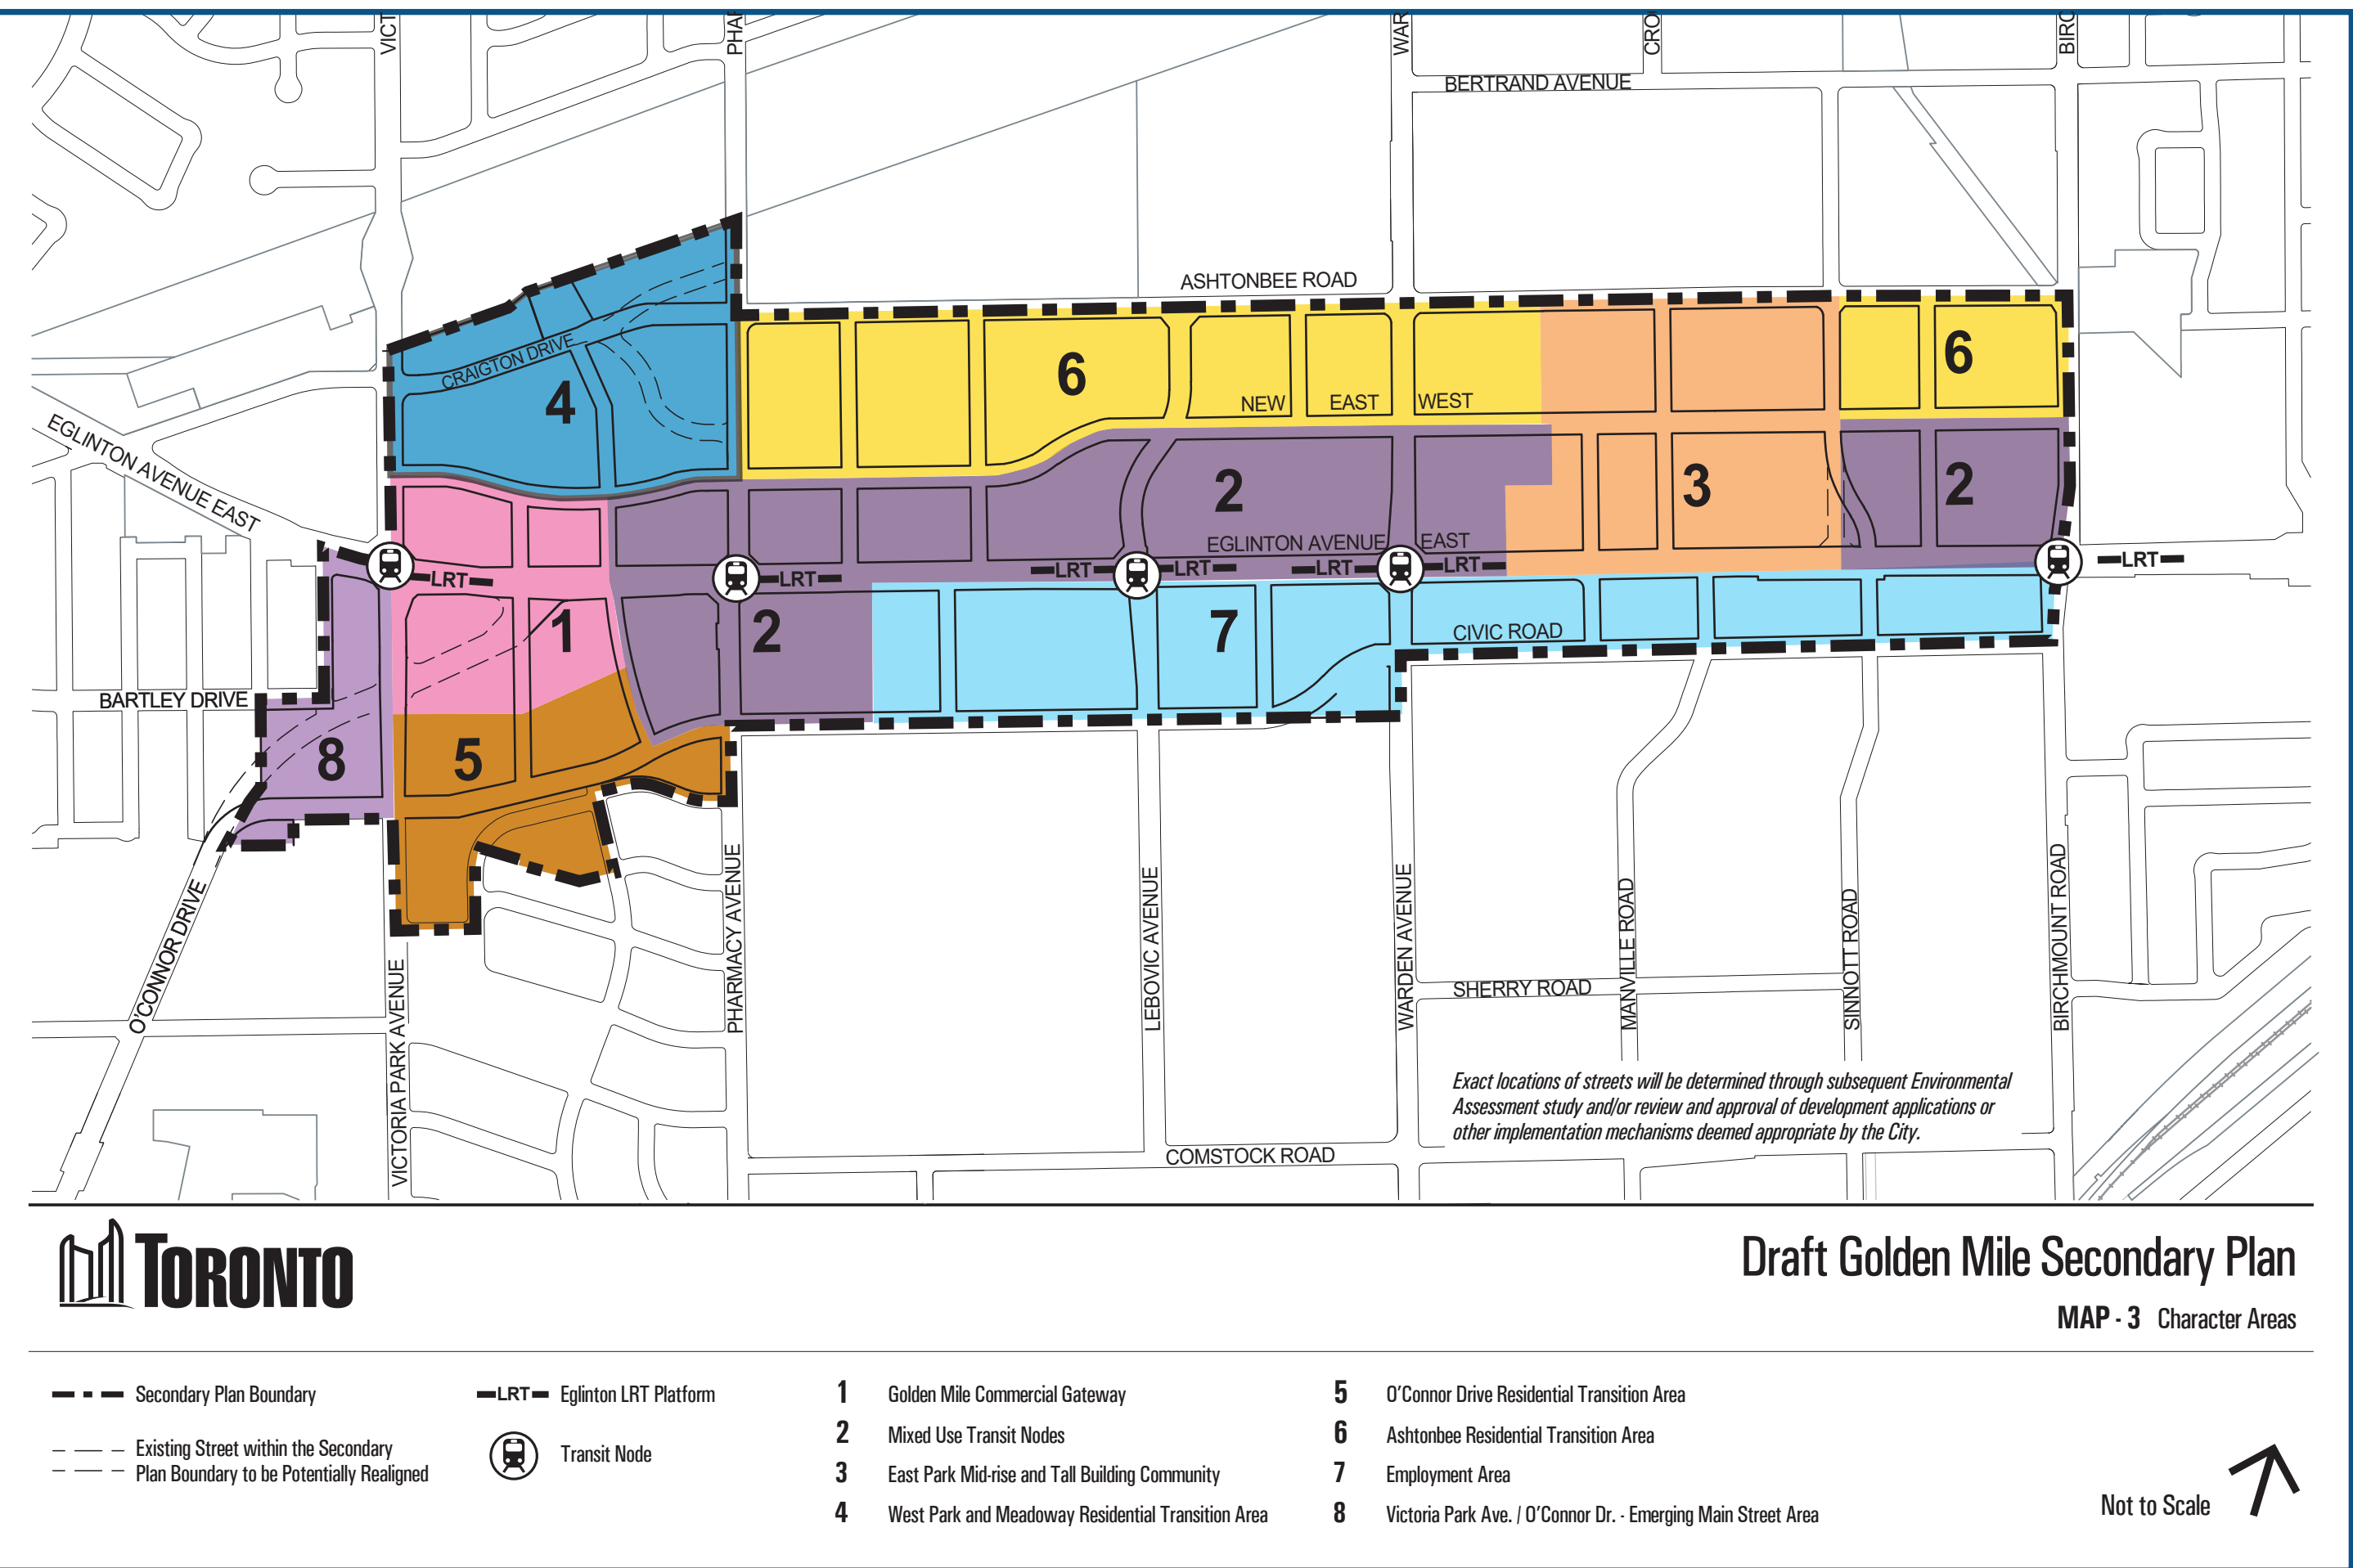 VICT
PHAR
WAR
CRO
BIRC
BERTRAND AVENUE
ASHTONBEE ROAD
CRAIGTON DRIVE
4
6
6
NEW EAST WEST
EGLINTON AVENUE EAST
2
3
2
EGLINTON AVENUE EAST
LRT
LRT
LRT
LRT
LRT
LRT
LRT
1
2
7
CIVIC ROAD
BARTLEY DRIVE
8
5
O'CONNOR DRIVE
VICTORIA PARK AVENUE
PHARMACY AVENUE
LEBOVIC AVENUE
WARDEN AVENUE
MANVILLE ROAD
SINNOTT ROAD
BIRCHMOUNT ROAD
SHERRY ROAD
COMSTOCK ROAD
Exact locations of streets will be determined through subsequent Environmental
Assessment study and/or review and approval of development applications or
other implementation mechanisms deemed appropriate by the City.
TORONTO
Draft Golden Mile Secondary Plan
MAP - 3 Character Areas
Secondary Plan Boundary
Existing Street within the Secondary
Plan Boundary to be Potentially Realigned
LRT Eglinton LRT Platform
Transit Node
1 Golden Mile Commercial Gateway
2 Mixed Use Transit Nodes
3 East Park Mid-rise and Tall Building Community
4 West Park and Meadoway Residential Transition Area
5 O'Connor Drive Residential Transition Area
6 Ashtonbee Residential Transition Area
7 Employment Area
8 Victoria Park Ave. / O'Connor Dr. - Emerging Main Street Area
Not to Scale